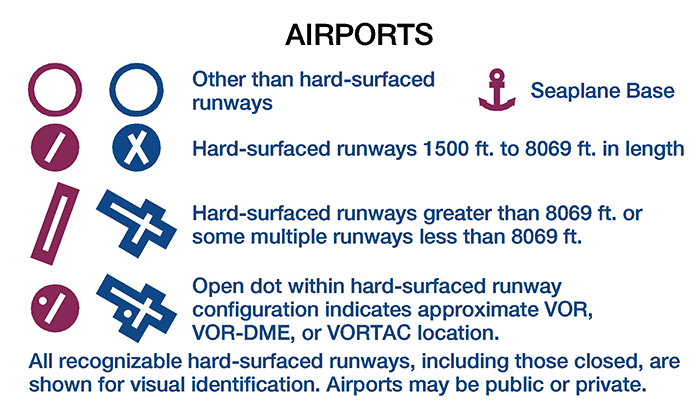 AIRPORTS
Other than hard-surfaced
runways
Seaplane Base
Hard-surfaced runways 1500 ft. to 8069 ft. in length
Hard-surfaced runways greater than 8069 ft. or
some multiple runways less than 8069 ft.
Open dot within hard-surfaced runway
configuration indicates approximate VOR,
VOR-DME, or VORTAC location.
All recognizable hard-surfaced runways, including those closed, are
shown for visual identification. Airports may be public or private.